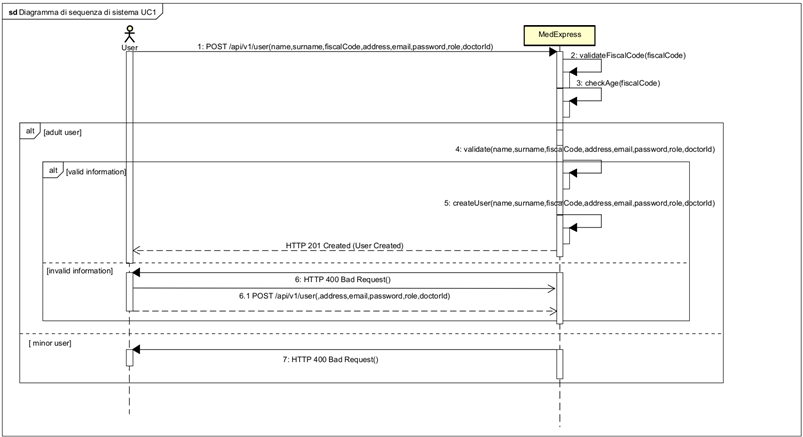 sd Diagramma di sequenza di sistema UC1
User
MedExpress
1: POST /api/v1/user(name,surname,fiscalCode,address,email,password,role,doctorId)
2: validateFiscalCode(fiscalCode)
3: checkAge(fiscalCode)
alt [adult user]
4: validate(name,surname,fiscalCode,address,email,password,role,doctorId)
alt [valid information]
5: createUser(name,surname,fiscalCode,address,email,password,role,doctorId)
HTTP 201 Created (User Created)
[invalid information]
6: HTTP 400 Bad Request()
6.1 POST /api/v1/user(,address,email,password,role,doctorId)
[ minor user]
7: HTTP 400 Bad Request()